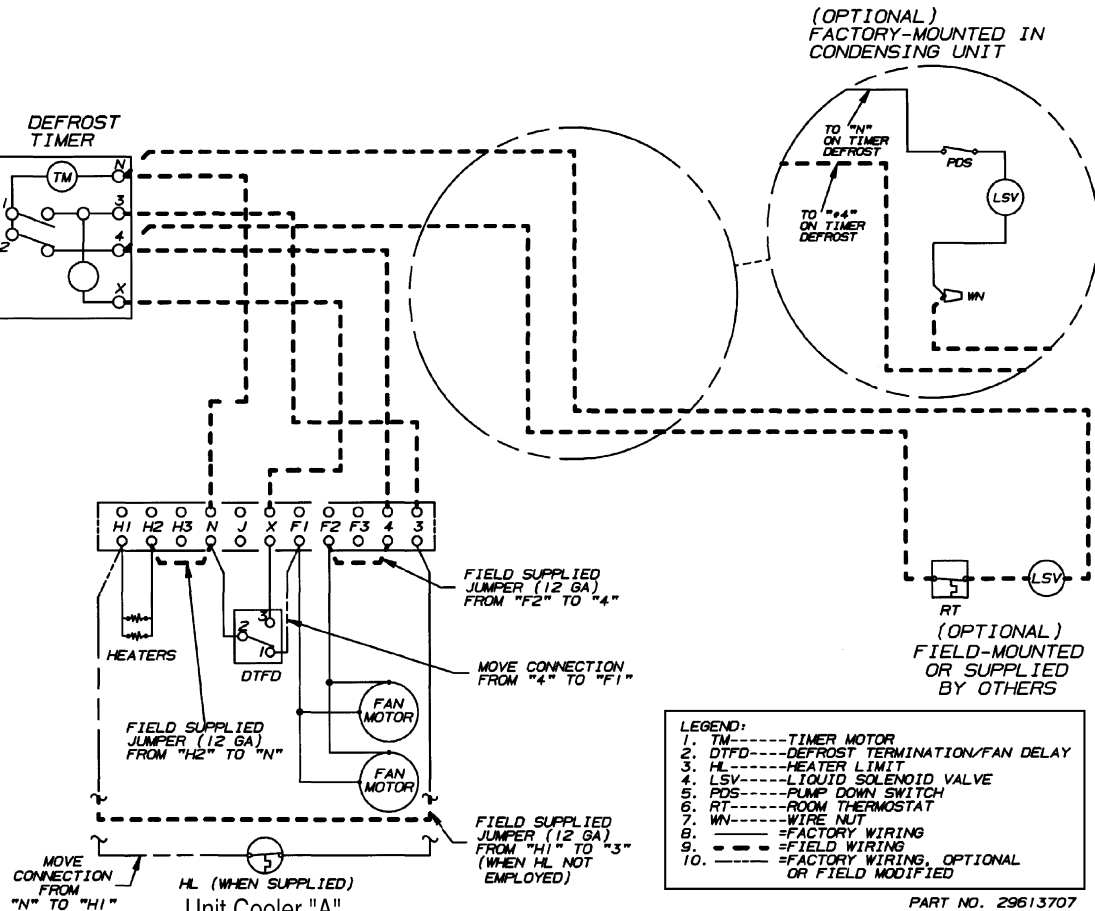 (OPTIONAL)
FACTORY-MOUNTED IN
CONDENSING UNIT
DEFROST
TIMER
TM
N
1
3
2
4
X
TO "N"
ON TIMER
DEFROST
PDS
LSV
TO "#4"
ON TIMER
DEFROST
WN
H1 H2 H3 N J X F1 F2 F3 4 3
HEATERS
3
2
1
DTFD
FIELD SUPPLIED
JUMPER (12 GA)
FROM "F2" TO "4"
MOVE CONNECTION
FROM "4" TO "F1"
FIELD SUPPLIED
JUMPER (12 GA)
FROM "H2" TO "N"
FAN
MOTOR
FAN
MOTOR
RT
LSV
(OPTIONAL)
FIELD-MOUNTED
OR SUPPLIED
BY OTHERS
FIELD SUPPLIED
JUMPER (12 GA)
FROM "H1" TO "3"
(WHEN HL NOT
EMPLOYED)
MOVE
CONNECTION
FROM
"N" TO "H1"
HL (WHEN SUPPLIED)
Unit Cooler "A"
LEGEND:
1. TM------TIMER MOTOR
2. DTFD----DEFROST TERMINATION/FAN DELAY
3. HL------HEATER LIMIT
4. LSV-----LIQUID SOLENOID VALVE
5. PDS-----PUMP DOWN SWITCH
6. RT------ROOM THERMOSTAT
7. WN------WIRE NUT
8. =FACTORY WIRING
9. =FIELD WIRING
10. =FACTORY WIRING, OPTIONAL
OR FIELD MODIFIED
PART NO. 29613707